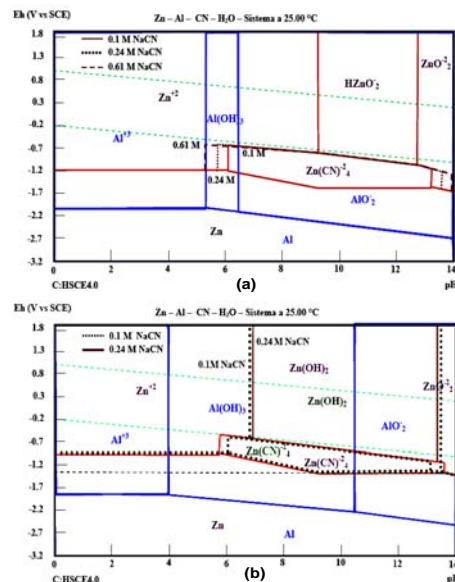 Eh (V vs SCE)
Zn – Al – CN – H₂O – Sistema a 25.00 °C
1.8
1.3
0.8
0.3
-0.2
-0.7
-1.2
-1.7
-2.2
-2.7
-3.2
0.1 M NaCN
0.24 M NaCN
0.61 M NaCN
ZnO⁻²₂
HZnO⁻₂
Zn⁺²
Al(OH)₃
Al⁺³
0.61 M
0.1 M
0.24 M
Zn(CN)⁻²₄
AlO⁻₂
Zn
Al
0 2 4 6 8 10 12 14
C:HSCE4.0
pH
(a)
Eh (V vs SCE)
Zn – Al – CN – H₂O – Sistema a 25.00 °C
1.8
1.3
0.8
0.3
-0.2
-0.7
-1.2
-1.7
-2.2
-2.7
-3.2
0.1 M NaCN
0.24 M NaCN
0.1M NaCN
0.24 M NaCN
Zn(OH)₂
Zn⁺²
Zn(OH)₂
Al(OH)₃
AlO⁻₂
Al⁺³
Zn(CN)⁻²₄
Zn(CN)⁻²₄
Zn
Al
0 2 4 6 8 10 12 14
C:HSCE4.0
pH
(b)